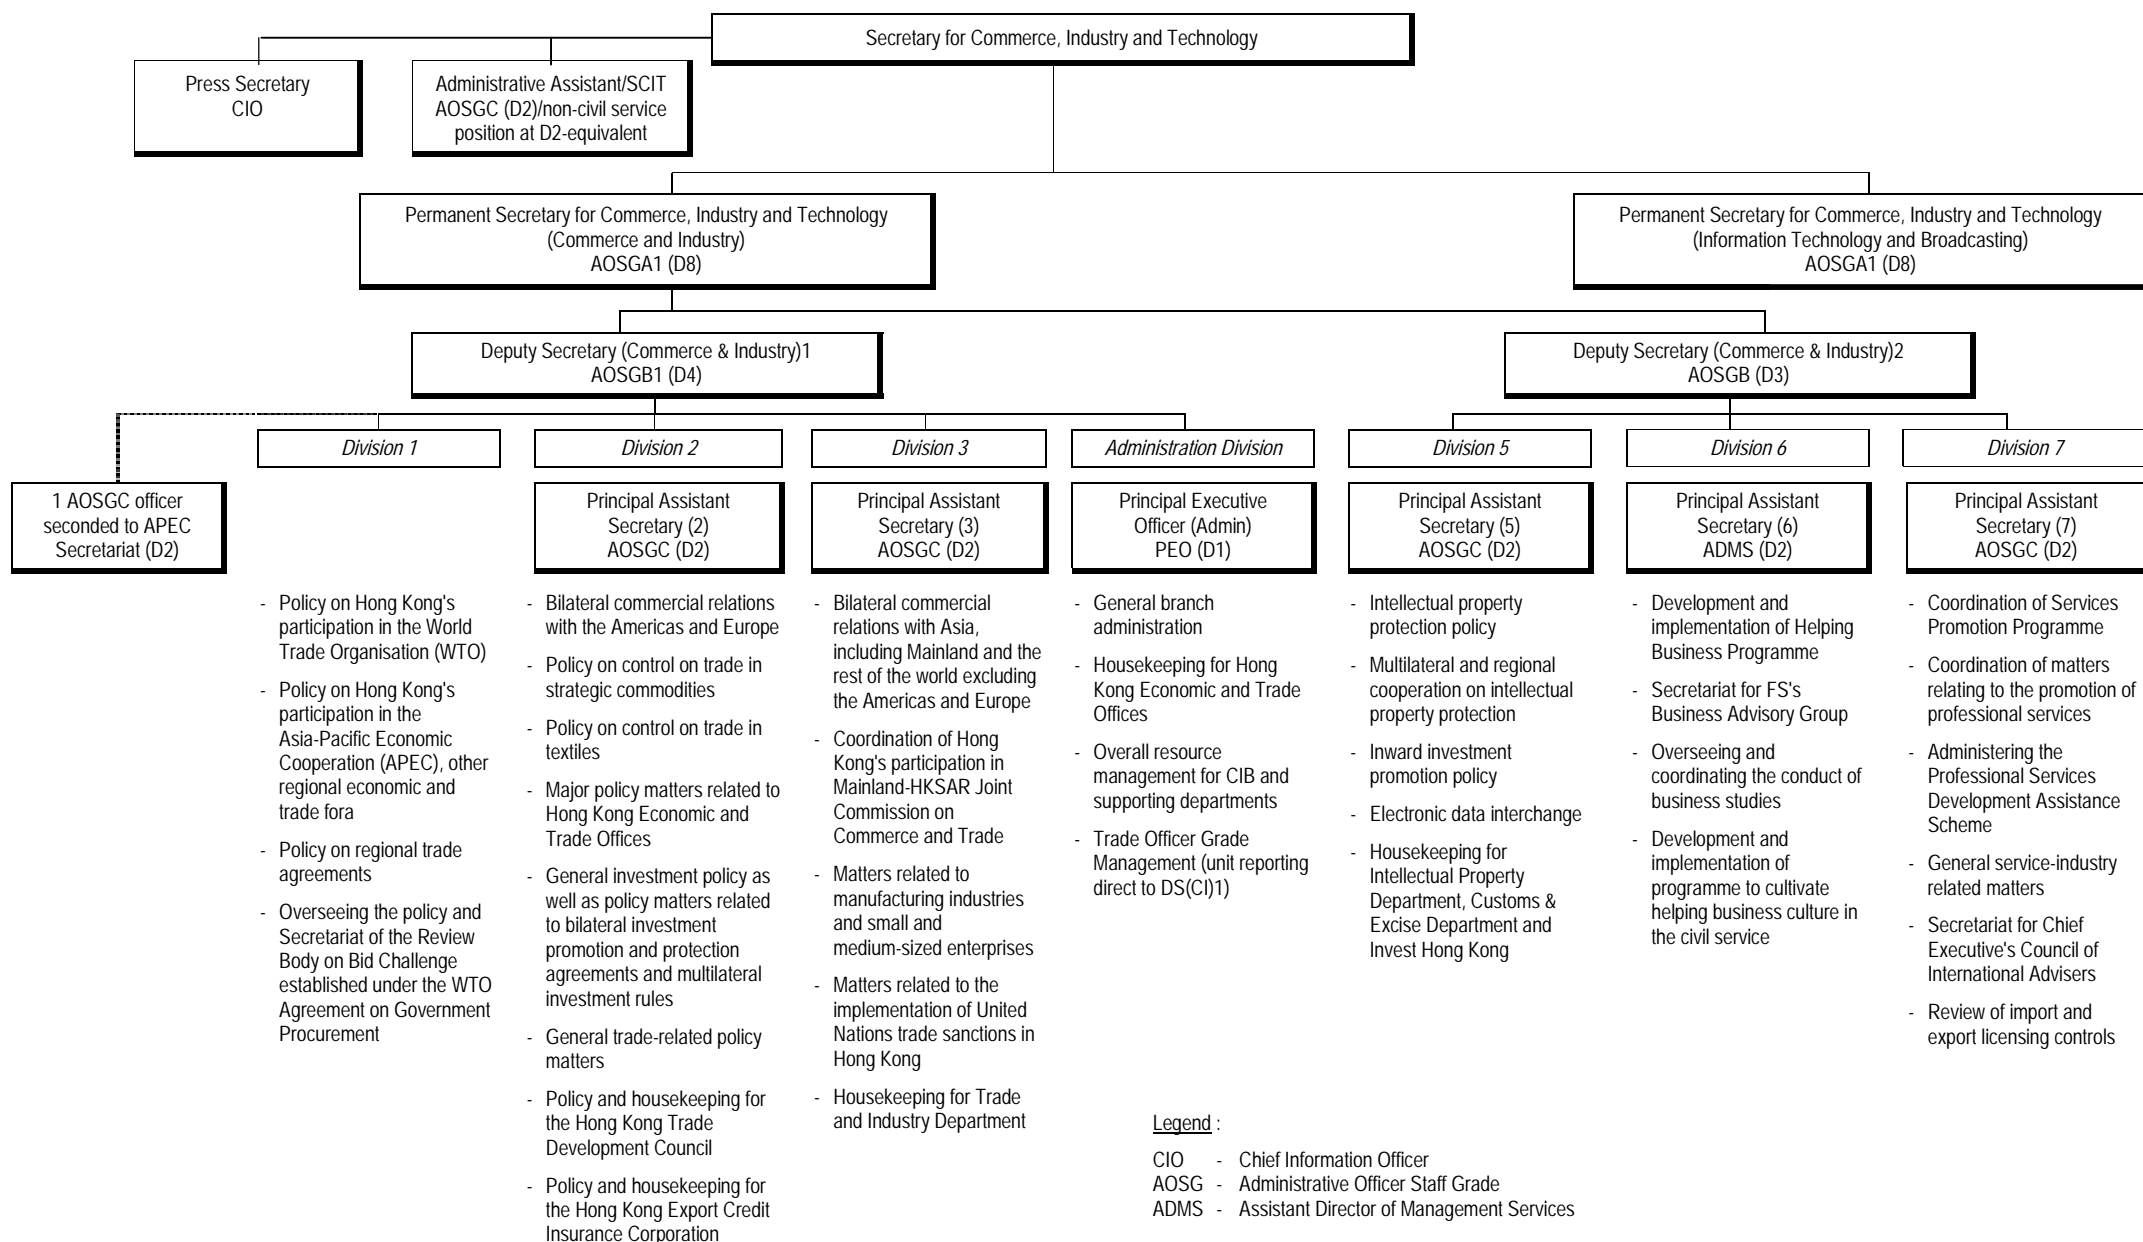 Secretary for Commerce, Industry and Technology
Press Secretary
CIO
Administrative Assistant/SCIT
AOSGC (D2)/non-civil service
position at D2-equivalent
Permanent Secretary for Commerce, Industry and Technology
(Commerce and Industry)
AOSGA1 (D8)
Permanent Secretary for Commerce, Industry and Technology
(Information Technology and Broadcasting)
AOSGA1 (D8)
Deputy Secretary (Commerce & Industry)1
AOSGB1 (D4)
Deputy Secretary (Commerce & Industry)2
AOSGB (D3)
1 AOSGC officer
seconded to APEC
Secretariat (D2)
Division 1
- Policy on Hong Kong's
participation in the World
Trade Organisation (WTO)
- Policy on Hong Kong's
participation in the
Asia-Pacific Economic
Cooperation (APEC), other
regional economic and
trade fora
- Policy on regional trade
agreements
- Overseeing the policy and
Secretariat of the Review
Body on Bid Challenge
established under the WTO
Agreement on Government
Procurement
Division 2
Principal Assistant
Secretary (2)
AOSGC (D2)
- Bilateral commercial relations
with the Americas and Europe
- Policy on control on trade in
strategic commodities
- Policy on control on trade in
textiles
- Major policy matters related to
Hong Kong Economic and
Trade Offices
- General investment policy as
well as policy matters related
to bilateral investment
promotion and protection
agreements and multilateral
investment rules
- General trade-related policy
matters
- Policy and housekeeping for
the Hong Kong Trade
Development Council
- Policy and housekeeping for
the Hong Kong Export Credit
Insurance Corporation
Division 3
Principal Assistant
Secretary (3)
AOSGC (D2)
- Bilateral commercial
relations with Asia,
including Mainland and the
rest of the world excluding
the Americas and Europe
- Coordination of Hong
Kong's participation in
Mainland-HKSAR Joint
Commission on
Commerce and Trade
- Matters related to
manufacturing industries
and small and
medium-sized enterprises
- Matters related to the
implementation of United
Nations trade sanctions in
Hong Kong
- Housekeeping for Trade
and Industry Department
Administration Division
Principal Executive
Officer (Admin)
PEO (D1)
- General branch
administration
- Housekeeping for Hong
Kong Economic and Trade
Offices
- Overall resource
management for CIB and
supporting departments
- Trade Officer Grade
Management (unit reporting
direct to DS(CI)1)
Division 5
Principal Assistant
Secretary (5)
AOSGC (D2)
- Intellectual property
protection policy
- Multilateral and regional
cooperation on intellectual
property protection
- Inward investment
promotion policy
- Electronic data interchange
- Housekeeping for
Intellectual Property
Department, Customs &
Excise Department and
Invest Hong Kong
Division 6
Principal Assistant
Secretary (6)
ADMS (D2)
- Development and
implementation of Helping
Business Programme
- Secretariat for FS's
Business Advisory Group
- Overseeing and
coordinating the conduct of
business studies
- Development and
implementation of
programme to cultivate
helping business culture in
the civil service
Division 7
Principal Assistant
Secretary (7)
AOSGC (D2)
- Coordination of Services
Promotion Programme
- Coordination of matters
relating to the promotion of
professional services
- Administering the
Professional Services
Development Assistance
Scheme
- General service-industry
related matters
- Secretariat for Chief
Executive's Council of
International Advisers
- Review of import and
export licensing controls
Legend :
CIO - Chief Information Officer
AOSG - Administrative Officer Staff Grade
ADMS - Assistant Director of Management Services